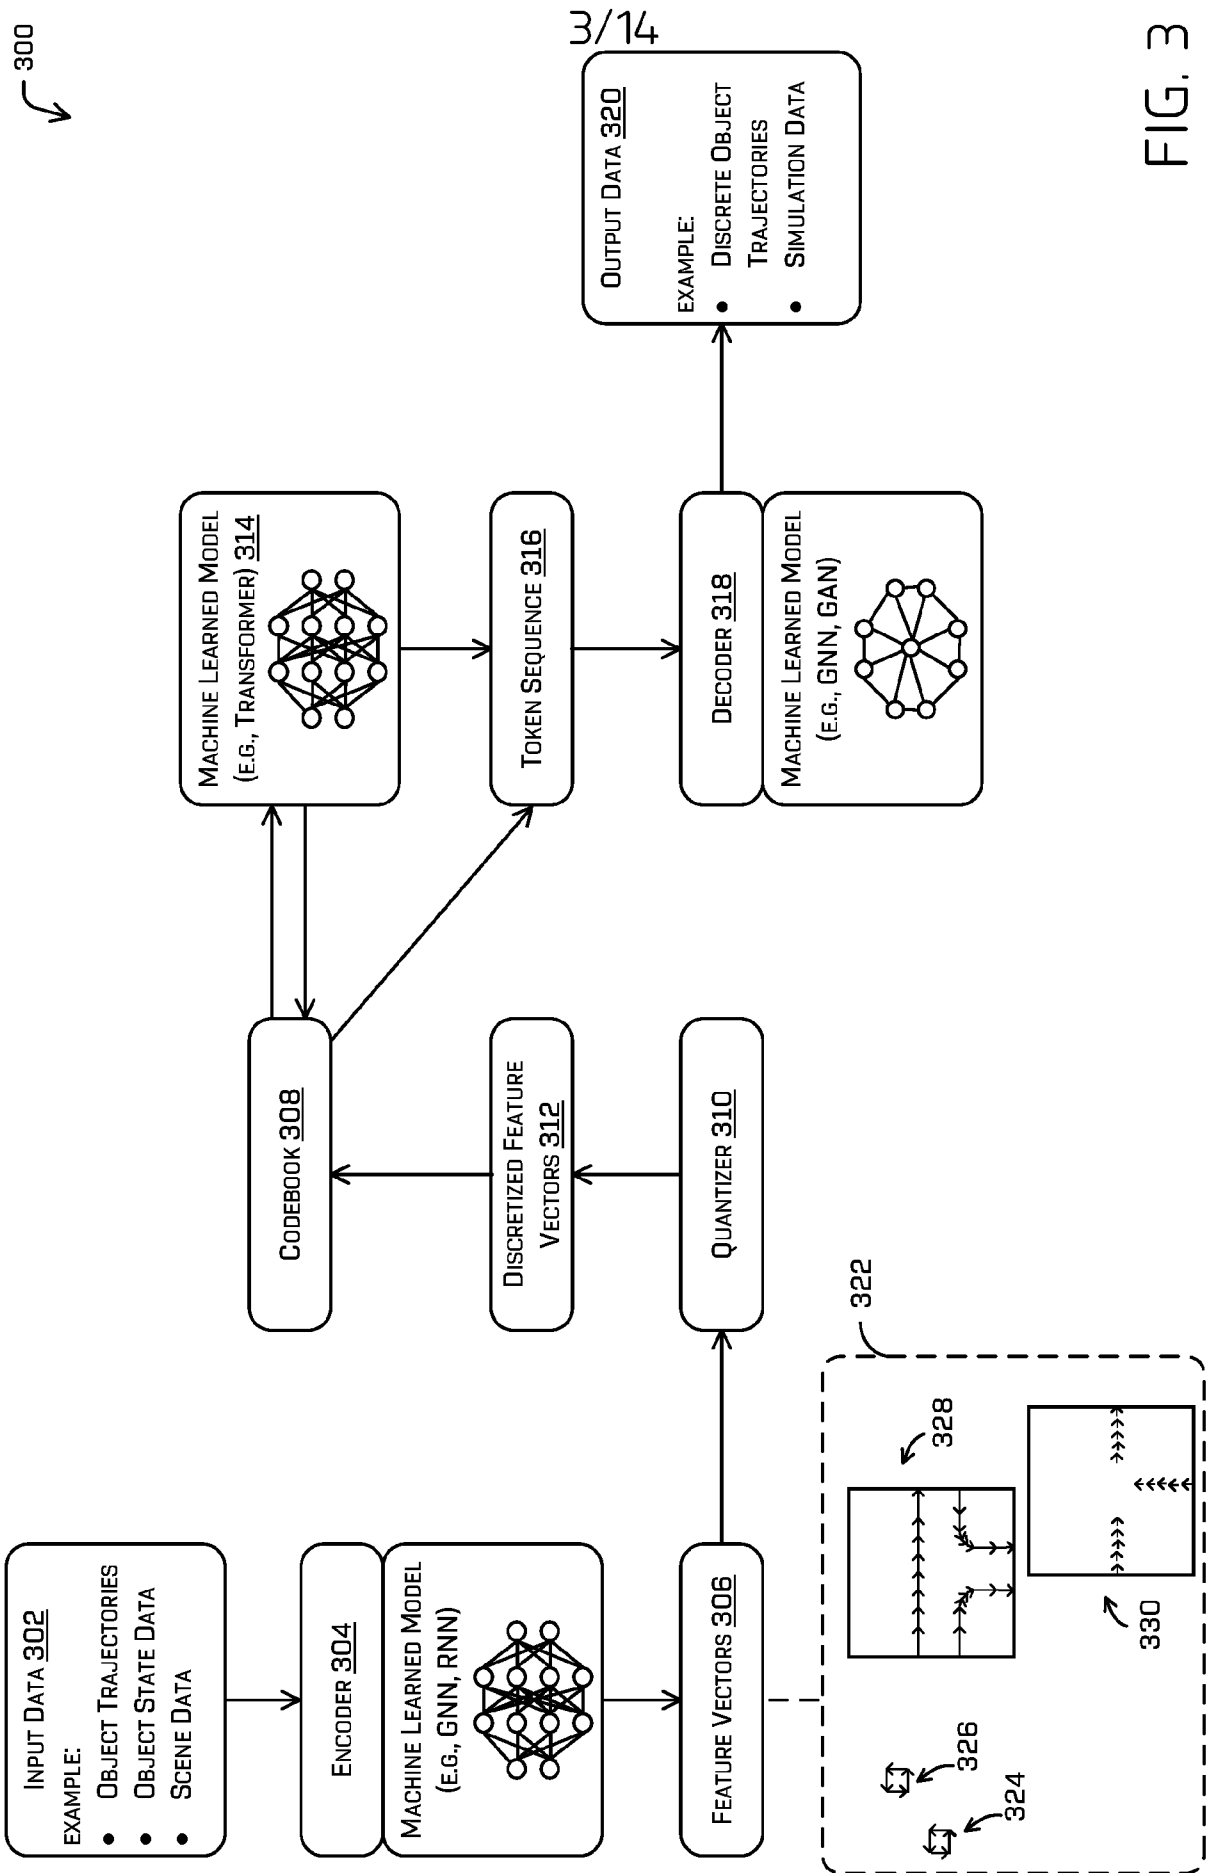 3/14
300
INPUT DATA 302
EXAMPLE:
• OBJECT TRAJECTORIES
• OBJECT STATE DATA
• SCENE DATA
ENCODER 304
MACHINE LEARNED MODEL
(E.G., GNN, RNN)
FEATURE VECTORS 306
CODEBOOK 308
DISCRETIZED FEATURE
VECTORS 312
QUANTIZER 310
MACHINE LEARNED MODEL
(E.G., TRANSFORMER) 314
TOKEN SEQUENCE 316
DECODER 318
MACHINE LEARNED MODEL
(E.G., GNN, GAN)
OUTPUT DATA 320
EXAMPLE:
• DISCRETE OBJECT
TRAJECTORIES
• SIMULATION DATA
322
324
326
328
330
FIG. 3